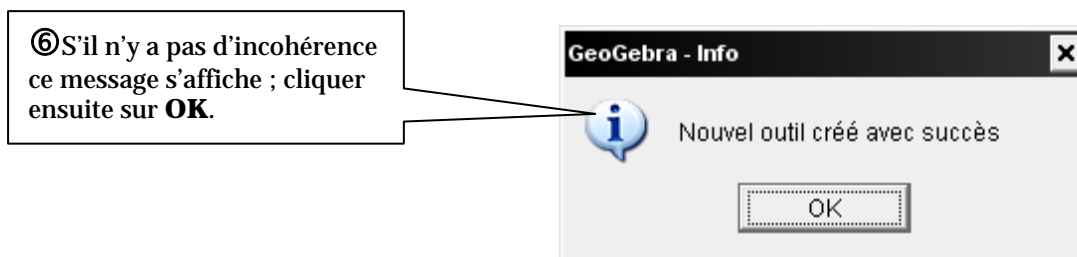 ⑥S’il n’y a pas d’incohérence
ce message s’affiche ; cliquer
ensuite sur OK.
GeoGebra - Info
Nouvel outil créé avec succès
OK